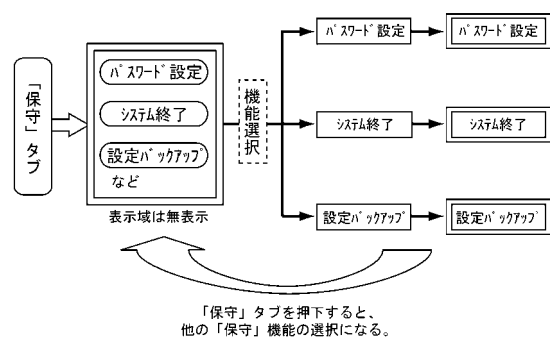 「保守」タブ
ﾊﾟｽﾜｰﾄﾞ設定
ｼｽﾃﾑ終了
設定ﾊﾞｯｸｱｯﾌﾟ
など
表示域は無表示
機能選択
ﾊﾟｽﾜｰﾄﾞ設定
ﾊﾟｽﾜｰﾄﾞ設定
ｼｽﾃﾑ終了
ｼｽﾃﾑ終了
設定ﾊﾞｯｸｱｯﾌﾟ
設定ﾊﾞｯｸｱｯﾌﾟ
「保守」タブを押下すると、
他の「保守」機能の選択になる。